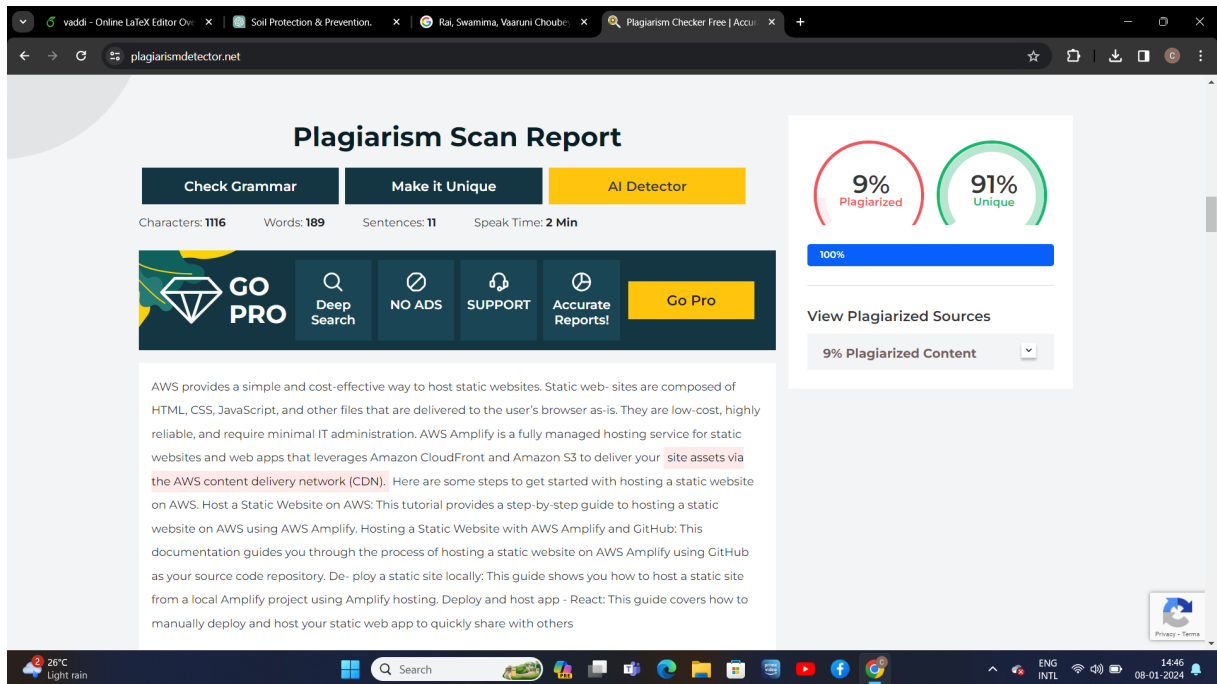 vaddi - Online LaTeX Editor Ove
Soil Protection & Prevention.
Rai, Swamima, Vaaruni Choube
Plagiarism Checker Free | Accur
plagiarismdetector.net
C
Plagiarism Scan Report
Check Grammar
Make it Unique
AI Detector
Characters: 1116 Words: 189 Sentences: 11 Speak Time: 2 Min
GO
PRO
Deep
Search
NO ADS
SUPPORT
Accurate
Reports!
Go Pro
AWS provides a simple and cost-effective way to host static websites. Static web- sites are composed of
HTML, CSS, JavaScript, and other files that are delivered to the user's browser as-is. They are low-cost, highly
reliable, and require minimal IT administration. AWS Amplify is a fully managed hosting service for static
websites and web apps that leverages Amazon CloudFront and Amazon S3 to deliver your site assets via
the AWS content delivery network (CDN). Here are some steps to get started with hosting a static website
on AWS. Host a Static Website on AWS: This tutorial provides a step-by-step guide to hosting a static
website on AWS using AWS Amplify. Hosting a Static Website with AWS Amplify and GitHub: This
documentation guides you through the process of hosting a static website on AWS Amplify using GitHub
as your source code repository. De- ploy a static site locally: This guide shows you how to host a static site
from a local Amplify project using Amplify hosting. Deploy and host app - React: This guide covers how to
manually deploy and host your static web app to quickly share with others
9%
Plagiarized
91%
Unique
100%
View Plagiarized Sources
9% Plagiarized Content
Privacy - Terms
2
26°C
Light rain
Search
PRE
prime
video
C
ENG
INTL
14:46
08-01-2024